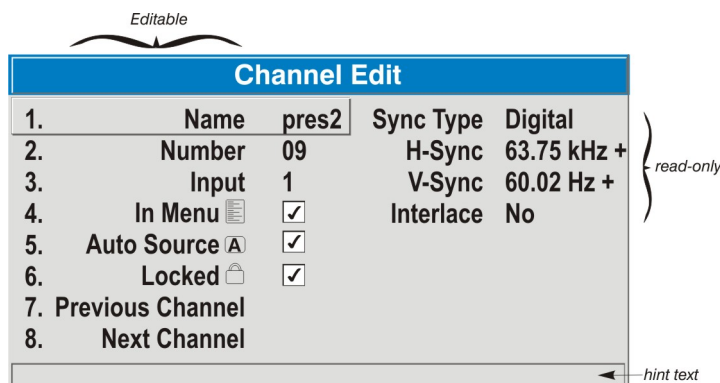 Editable
Channel Edit
1. Name pres2 Sync Type Digital
2. Number 09 H-Sync 63.75 kHz +
3. Input 1 V-Sync 60.02 Hz +
4. In Menu Interlace No
5. Auto Source A
6. Locked
7. Previous Channel
8. Next Channel
read-only
hint text